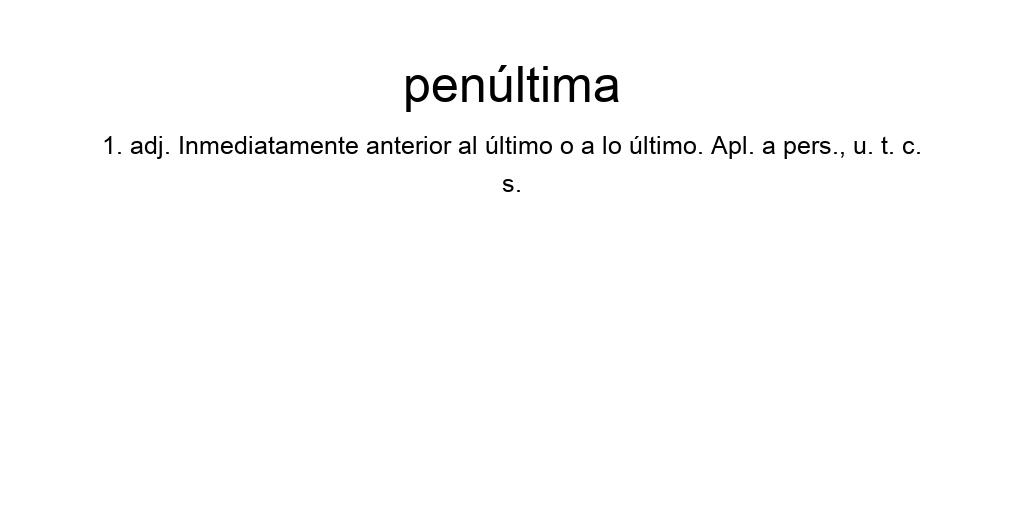 penúltima
1. adj. Inmediatamente anterior al último o a lo último. Apl. a pers., u. t. c.
s.